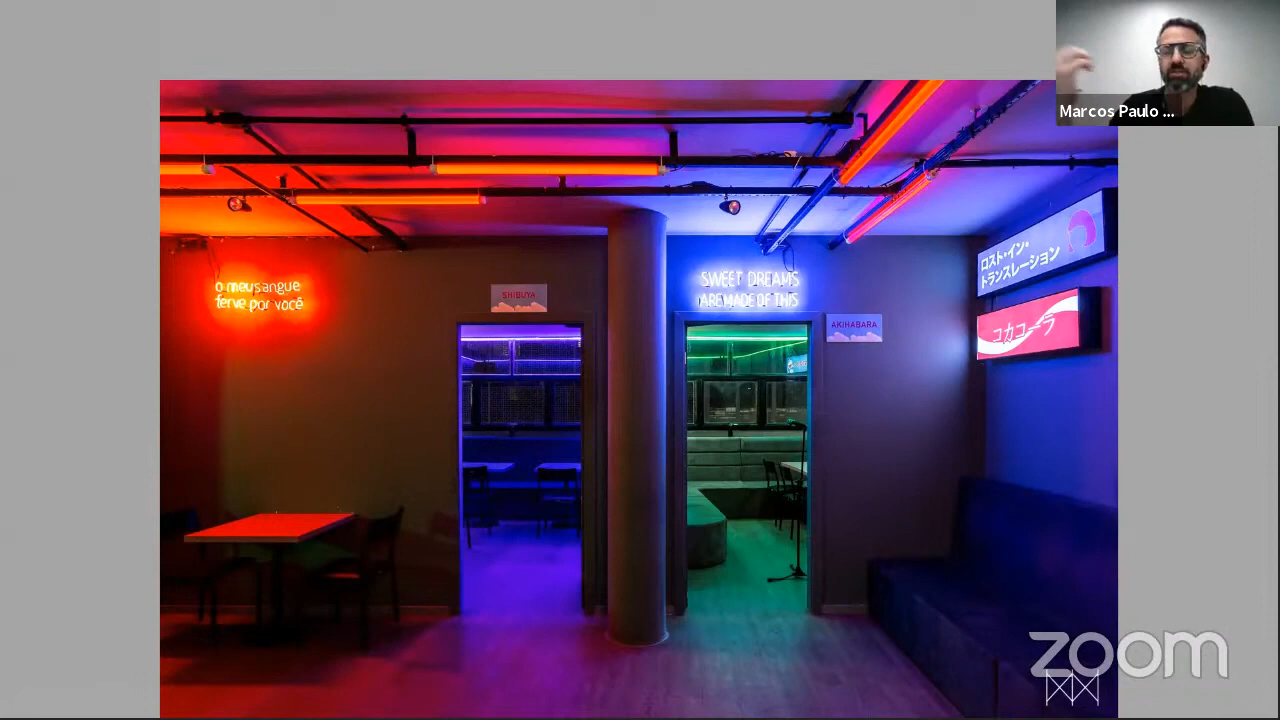 Marcos Paulo ...
o meu sangue
ferve por você
SHIBUYA
SWEET DREAMS
ARE MADE OF THIS
AKIHABARA
ロスト・イン・
トランスレーション
コカコーラ
zoom